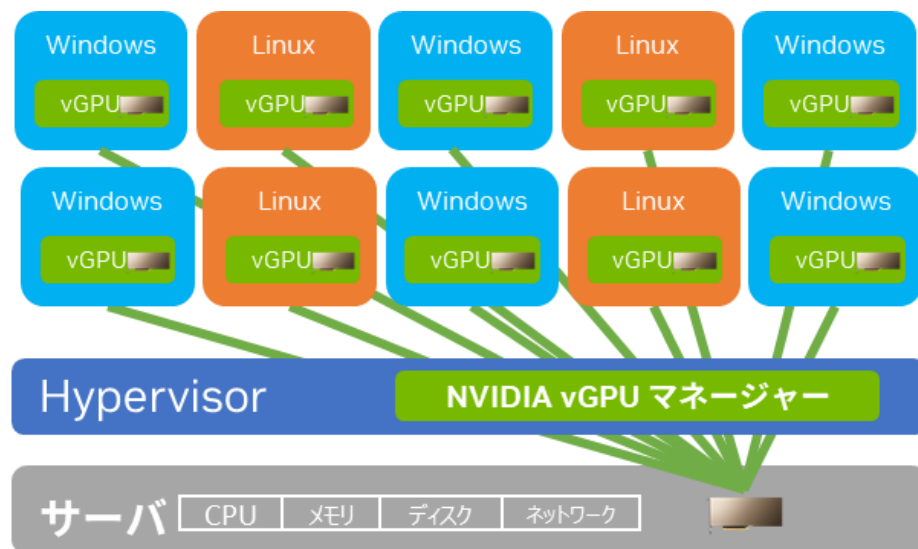 Windows Linux Windows Linux Windows
vGPU vGPU vGPU vGPU vGPU
Windows Linux Windows Linux Windows
vGPU vGPU vGPU vGPU vGPU
Hypervisor NVIDIA vGPU マネージャー
サーバ CPU メモリ ディスク ネットワーク